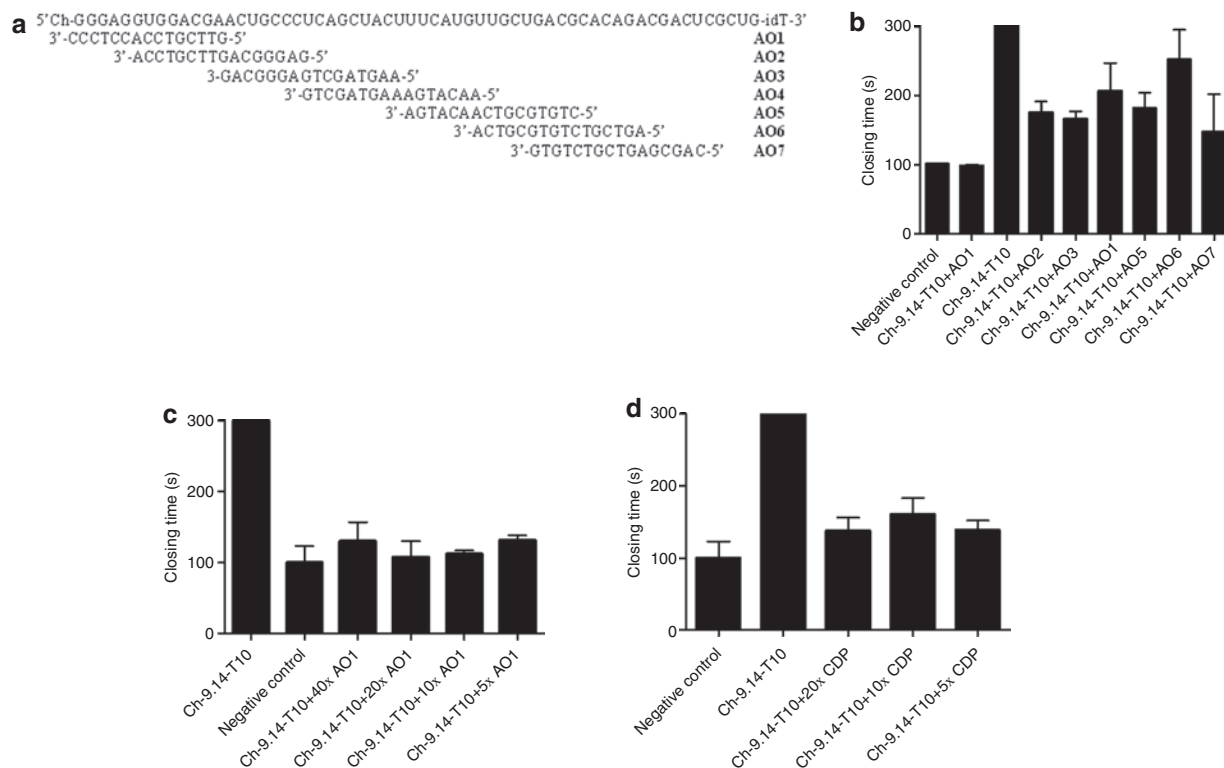 a
5'Ch-GGGAGGUGGACGAACUGCCCUCAGCUACUUUCAUGUUGCUGACGCACAGACGACUCGCUG-idT-3'
3'-CCCTCCACCTGCTTG-5' AO1
3'-ACCTGCTTGACGGGAG-5' AO2
3-GACGGGAGTCGATGAA-5' AO3
3'-GTCGATGAAAGTACAA-5' AO4
3'-AGTACAACTGCGTGTC-5' AO5
3'-ACTGCGTGTCTGCTGA-5' AO6
3'-GTGTCTGCTGAGCGAC-5' AO7
b
Closing time (s)
300
200
100
0
Negative control
Ch-9.14-T10+AO1
Ch-9.14-T10
Ch-9.14-T10+AO2
Ch-9.14-T10+AO3
Ch-9.14-T10+AO1
Ch-9.14-T10+AO5
Ch-9.14-T10+AO6
Ch-9.14-T10+AO7
c
Closing time (s)
300
200
100
0
Ch-9.14-T10
Negative control
Ch-9.14-T10+40x AO1
Ch-9.14-T10+20x AO1
Ch-9.14-T10+10x AO1
Ch-9.14-T10+5x AO1
d
Closing time (s)
300
200
100
0
Negative control
Ch-9.14-T10
Ch-9.14-T10+20x CDP
Ch-9.14-T10+10x CDP
Ch-9.14-T10+5x CDP